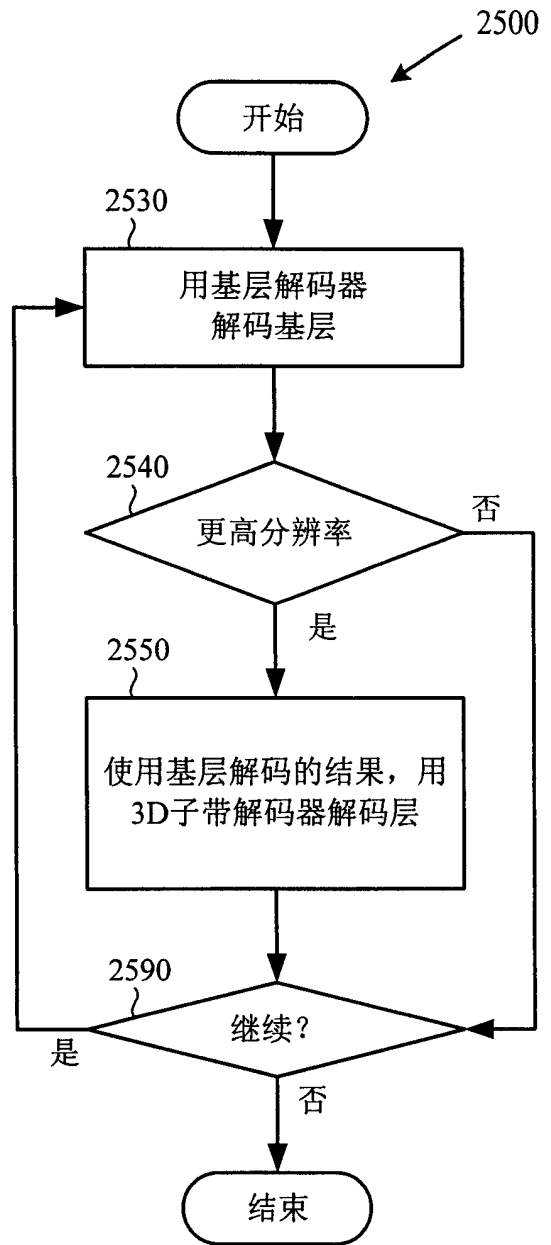 2500
开始
2530
用基层解码器
解码基层
2540
更高分辨率
否
是
2550
使用基层解码的结果，用
3D子带解码器解码层
2590
继续？
是
否
结束